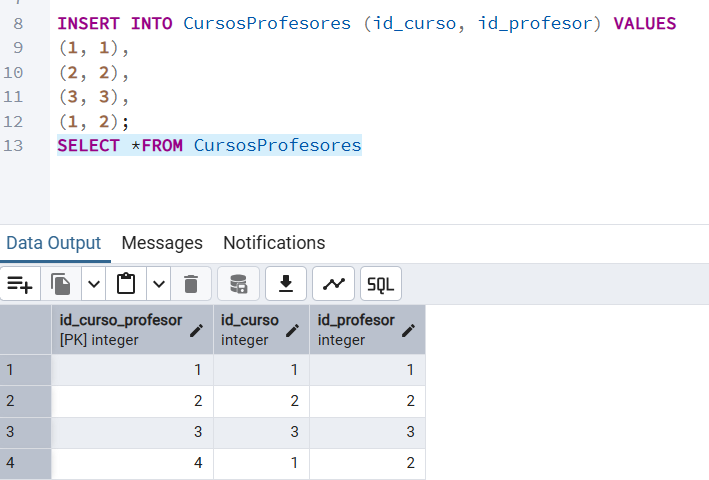 8 INSERT INTO CursosProfesores (id_curso, id_profesor) VALUES
9 (1, 1),
10 (2, 2),
11 (3, 3),
12 (1, 2);
13 SELECT *FROM CursosProfesores
Data Output Messages Notifications
SQL
id_curso_profesor id_curso id_profesor
[PK] integer integer integer
1 1 1 1
2 2 2 2
3 3 3 3
4 4 1 2